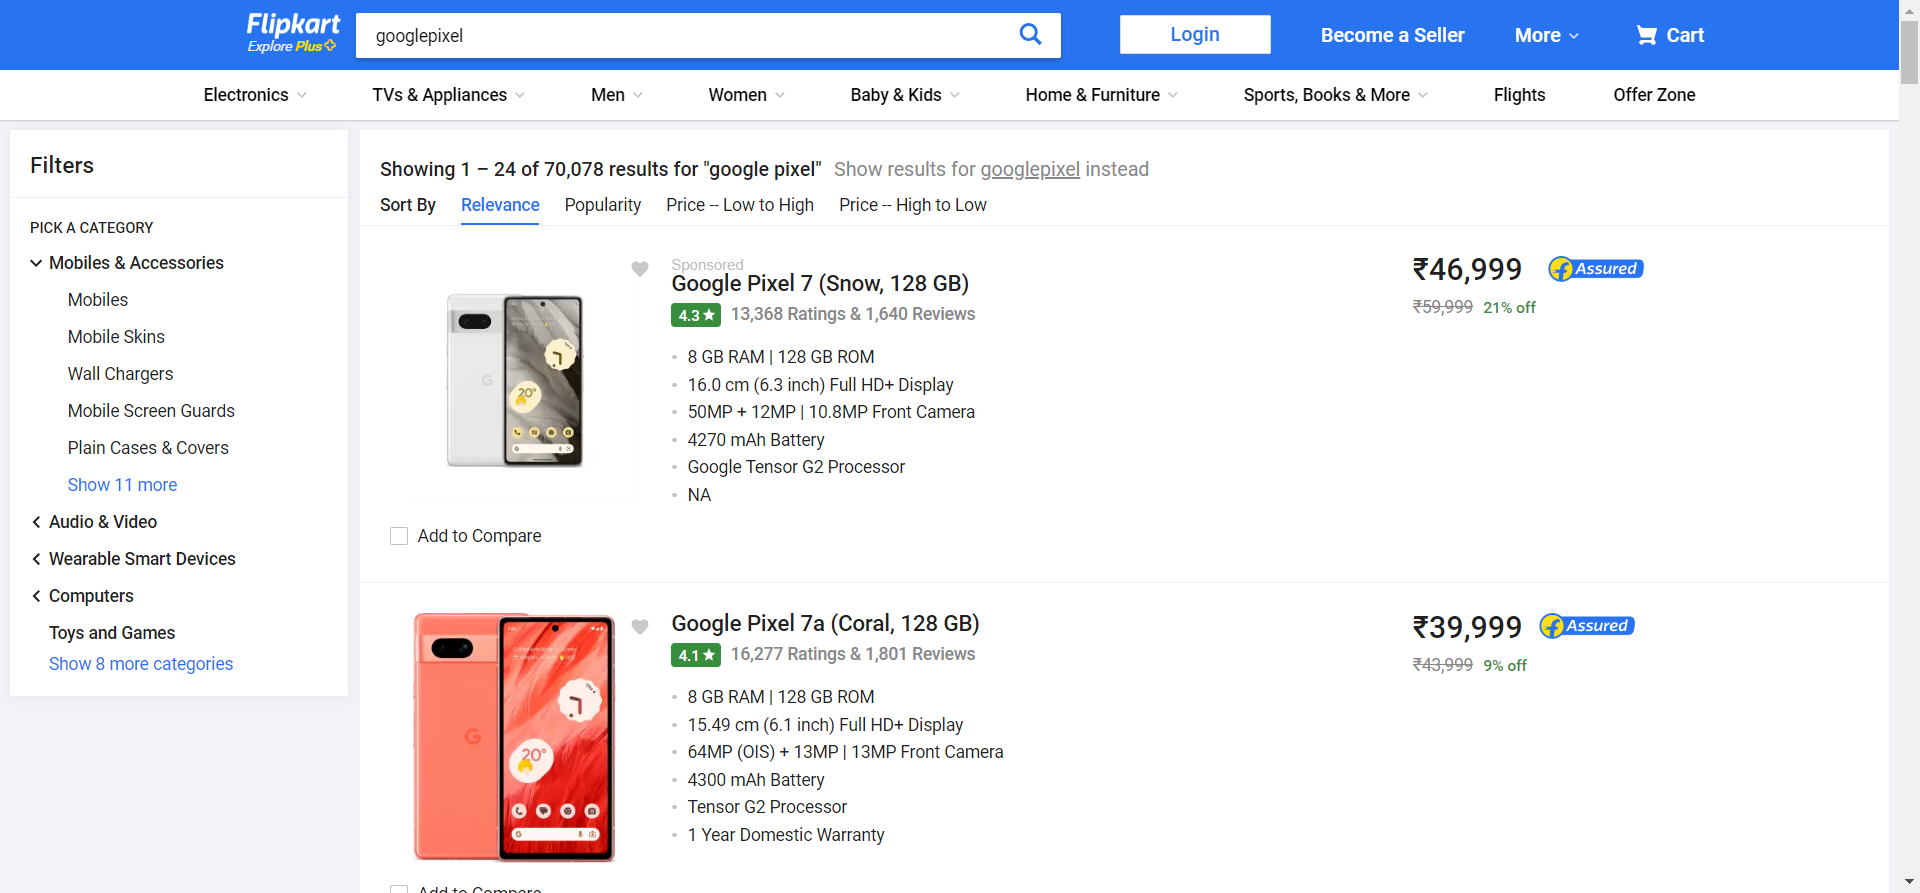 Flipkart
Explore Plus
googlepixel
Login
Become a Seller
More
Cart
Electronics
TVs & Appliances
Men
Women
Baby & Kids
Home & Furniture
Sports, Books & More
Flights
Offer Zone
Filters
PICK A CATEGORY
Mobiles & Accessories
Mobiles
Mobile Skins
Wall Chargers
Mobile Screen Guards
Plain Cases & Covers
Show 11 more
Audio & Video
Wearable Smart Devices
Computers
Toys and Games
Show 8 more categories
Showing 1 – 24 of 70,078 results for "google pixel" Show results for googlepixel instead
Sort By Relevance Popularity Price -- Low to High Price -- High to Low
Sponsored
Google Pixel 7 (Snow, 128 GB)
4.3 ★ 13,368 Ratings & 1,640 Reviews
8 GB RAM | 128 GB ROM
16.0 cm (6.3 inch) Full HD+ Display
50MP + 12MP | 10.8MP Front Camera
4270 mAh Battery
Google Tensor G2 Processor
NA
₹46,999
Assured
₹59,999 21% off
20°
Add to Compare
Google Pixel 7a (Coral, 128 GB)
4.1 ★ 16,277 Ratings & 1,801 Reviews
8 GB RAM | 128 GB ROM
15.49 cm (6.1 inch) Full HD+ Display
64MP (OIS) + 13MP | 13MP Front Camera
4300 mAh Battery
Tensor G2 Processor
1 Year Domestic Warranty
₹39,999
Assured
₹43,999 9% off
20°
Add to Compare